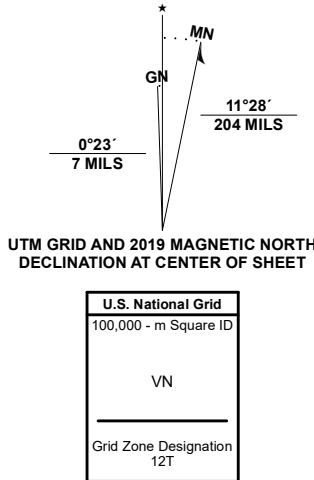 ★
MN
GN
11°28´
204 MILS
0°23´
7 MILS
UTM GRID AND 2019 MAGNETIC NORTH
DECLINATION AT CENTER OF SHEET
U.S. National Grid
100,000 - m Square ID
VN
Grid Zone Designation
12T